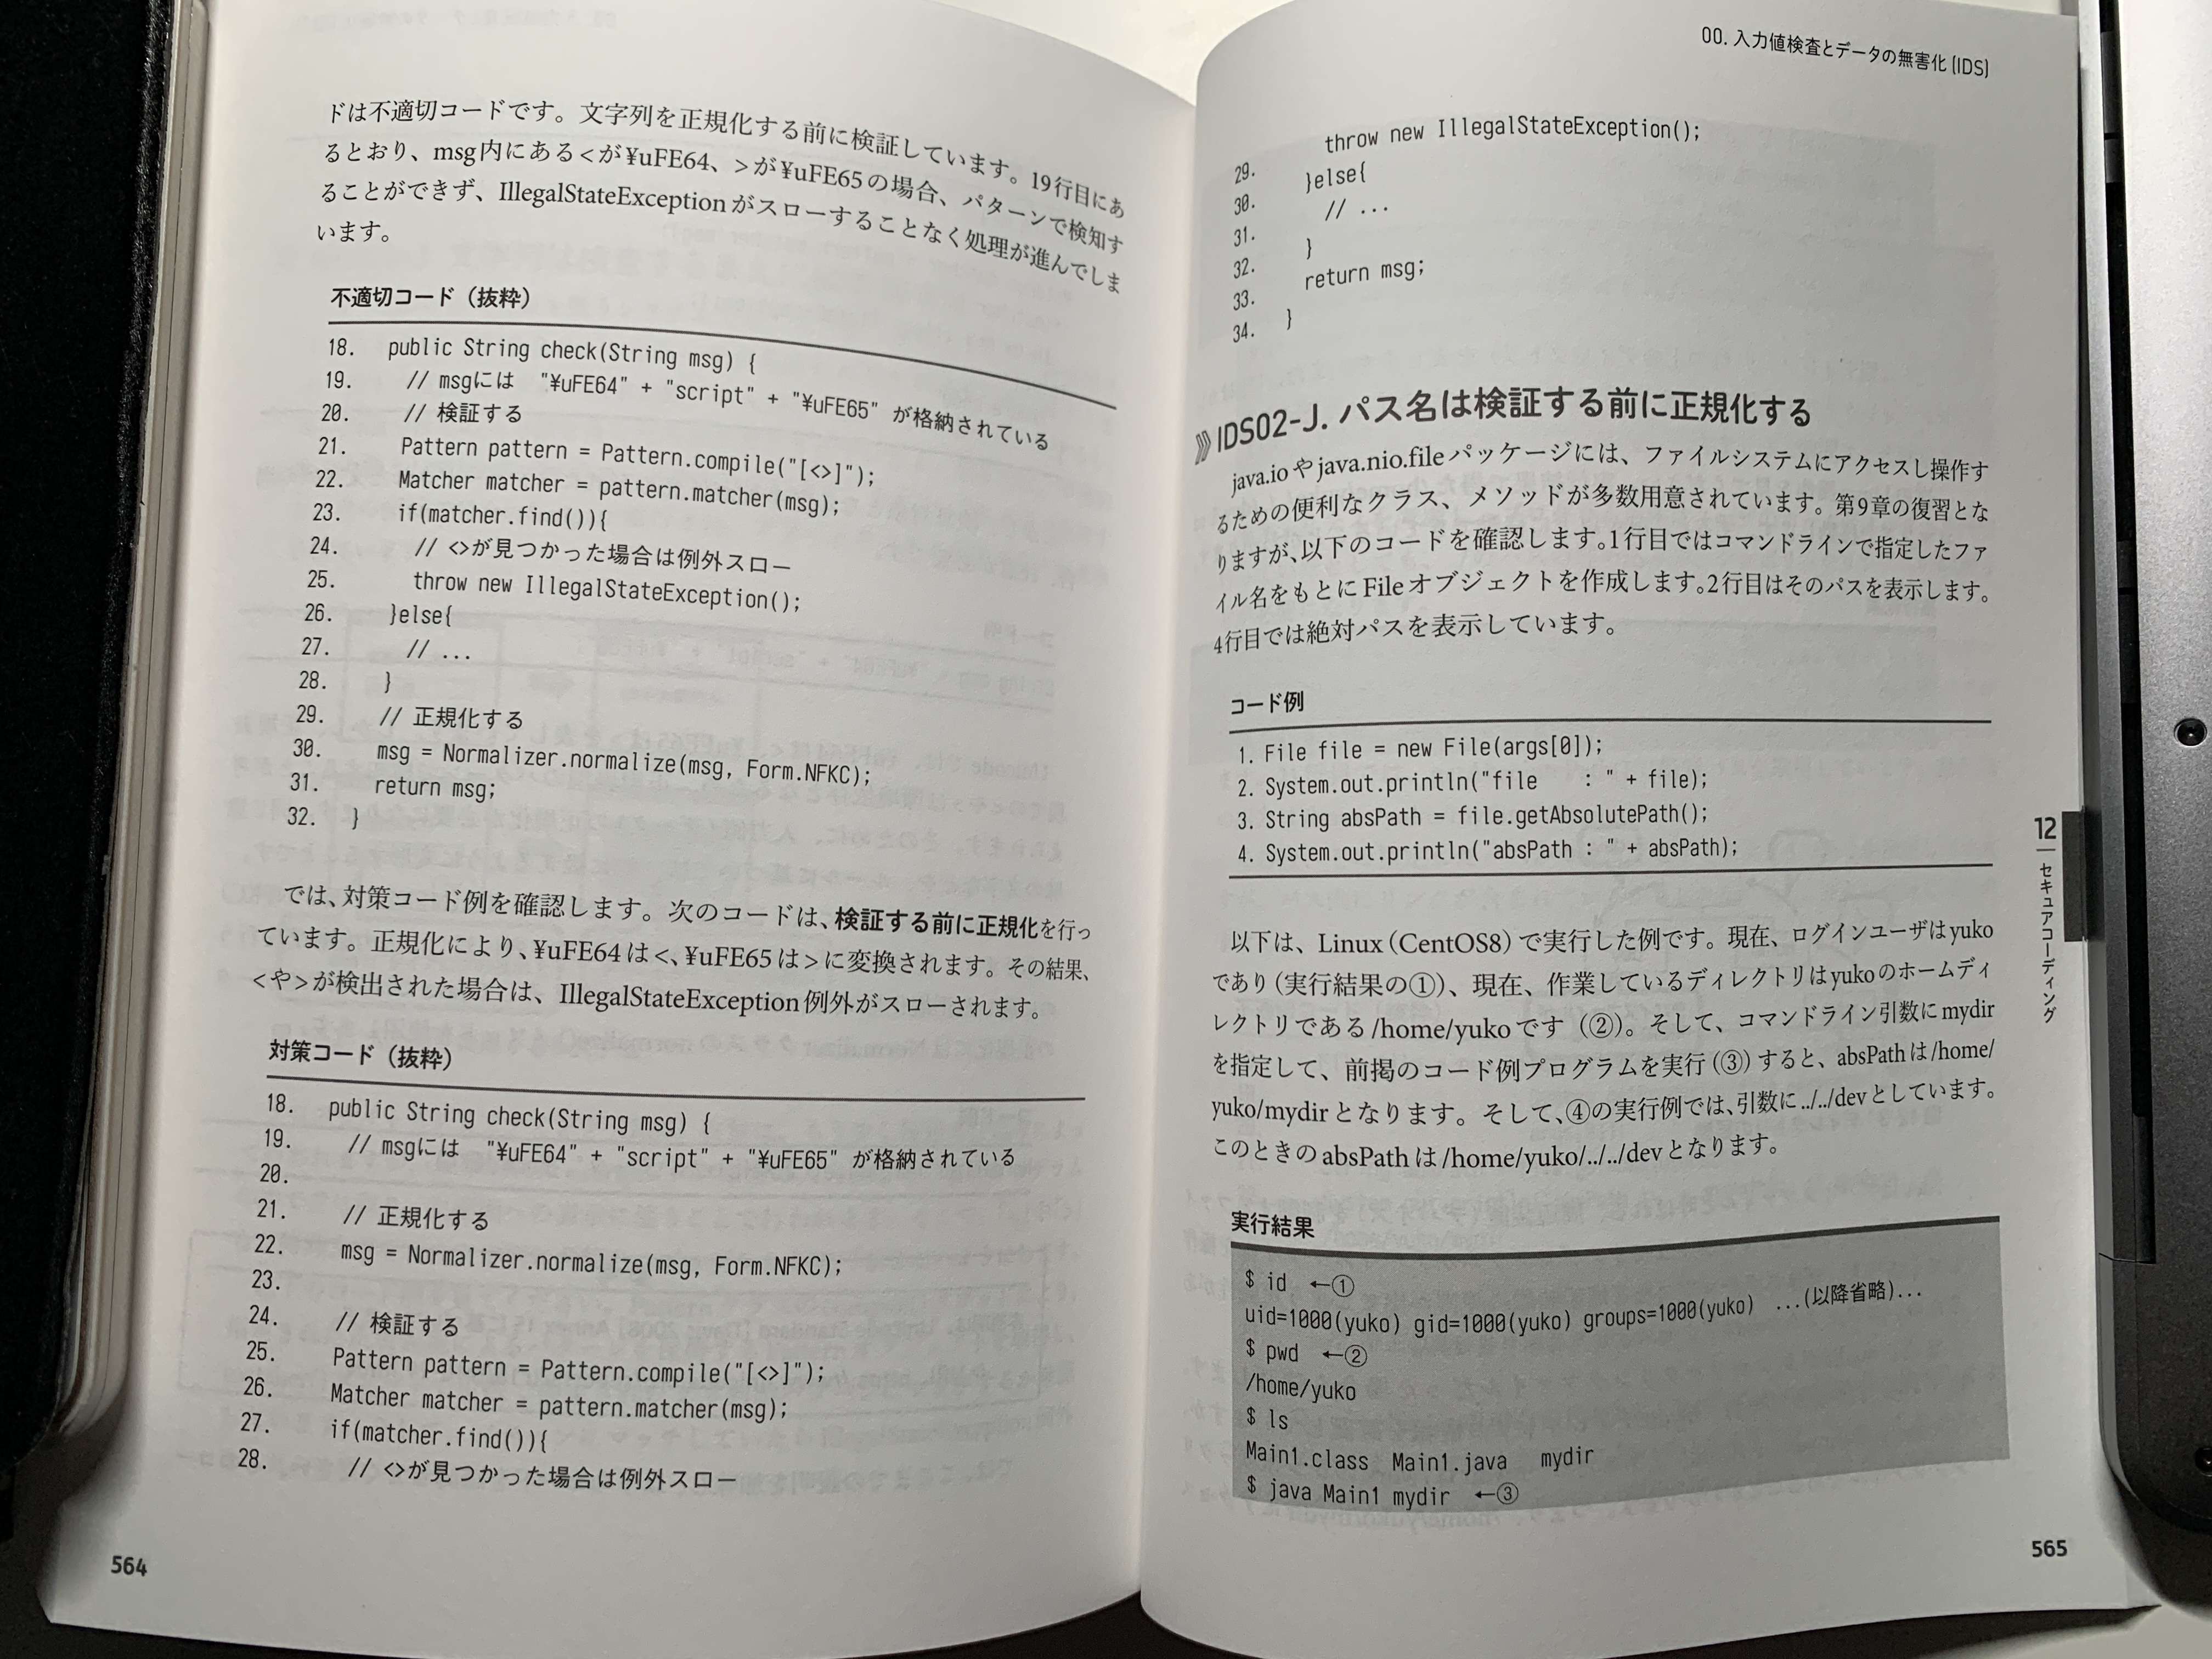 ドは不適切コードです。文字列を正規化する前に検証しています。19行目にあ
るとおり、msg内にある<が¥uFE64、>が¥uFE65の場合、パターンで検知す
ることができず、IllegalStateExceptionがスローすることなく処理が進んでしま
います。
不適切コード（抜粋）
18. public String check(String msg) {
19. // msgには "¥uFE64" + "script" + "¥uFE65" が格納されている
20. // 検証する
21. Pattern pattern = Pattern.compile("[<>]");
22. Matcher matcher = pattern.matcher(msg);
23. if(matcher.find()){
24. // <>が見つかった場合は例外スロー
25. throw new IllegalStateException();
26. }else{
27. // ...
28. }
29. // 正規化する
30. msg = Normalizer.normalize(msg, Form.NFKC);
31. return msg;
32. }
では、対策コード例を確認します。次のコードは、検証する前に正規化を行っ
ています。正規化により、¥uFE64は<、¥uFE65は>に変換されます。その結果、
<や>が検出された場合は、IllegalStateException例外がスローされます。
対策コード（抜粋）
18. public String check(String msg) {
19. // msgには "¥uFE64" + "script" + "¥uFE65" が格納されている
20.
21. // 正規化する
22. msg = Normalizer.normalize(msg, Form.NFKC);
23.
24. // 検証する
25. Pattern pattern = Pattern.compile("[<>]");
26. Matcher matcher = pattern.matcher(msg);
27. if(matcher.find()){
28. // <>が見つかった場合は例外スロー
564
00. 入力値検査とデータの無害化(IDS)
29. throw new IllegalStateException();
30. }else{
31. // ...
32. }
33. return msg;
34. }
IDS02-J. パス名は検証する前に正規化する
java.ioやjava.nio.fileパッケージには、ファイルシステムにアクセスし操作す
るための便利なクラス、メソッドが多数用意されています。第9章の復習とな
りますが、以下のコードを確認します。1行目ではコマンドラインで指定したファ
イル名をもとにFileオブジェクトを作成します。2行目はそのパスを表示します。
4行目では絶対パスを表示しています。
コード例
1. File file = new File(args[0]);
2. System.out.println("file    : " + file);
3. String absPath = file.getAbsolutePath();
4. System.out.println("absPath : " + absPath);
以下は、Linux（CentOS8）で実行した例です。現在、ログインユーザはyuko
であり（実行結果の①）、現在、作業しているディレクトリはyukoのホームディ
レクトリである/home/yukoです（②）。そして、コマンドライン引数にmydir
を指定して、前掲のコード例プログラムを実行（③）すると、absPathは/home/
yuko/mydirとなります。そして、④の実行例では、引数に../../devとしています。
このときのabsPathは/home/yuko/../../devとなります。
実行結果
$ id ←①
uid=1000(yuko) gid=1000(yuko) groups=1000(yuko) ...(以降省略)...
$ pwd ←②
/home/yuko
$ ls
Main1.class Main1.java mydir
$ java Main1 mydir ←③
12
セキュアコーディング
565